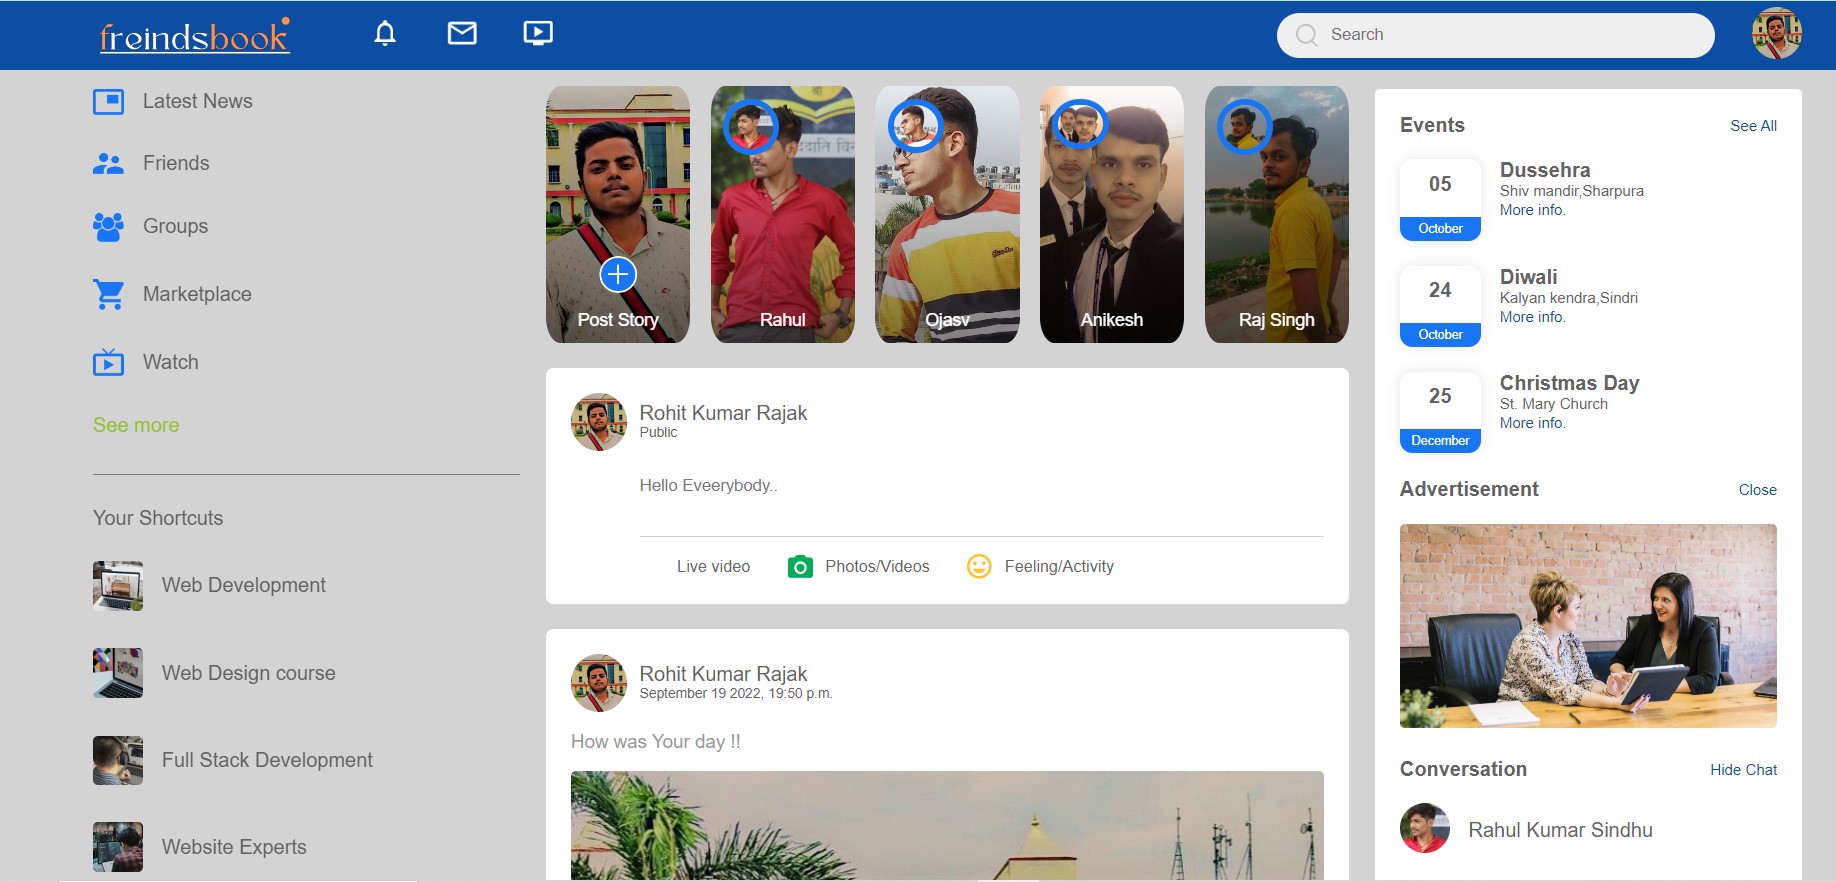 freindsbook
Search
Latest News
Friends
Groups
Marketplace
Watch
See more
Your Shortcuts
Web Development
Web Design course
Full Stack Development
Website Experts
Post Story
Rahul
Ojasv
Anikesh
Raj Singh
Rohit Kumar Rajak
Public
Hello Eveerybody..
Live video
Photos/Videos
Feeling/Activity
Rohit Kumar Rajak
September 19 2022, 19:50 p.m.
How was Your day !!
Events
See All
05
October
Dussehra
Shiv mandir,Sharpura
More info.
24
October
Diwali
Kalyan kendra,Sindri
More info.
25
December
Christmas Day
St. Mary Church
More info.
Advertisement
Close
Conversation
Hide Chat
Rahul Kumar Sindhu